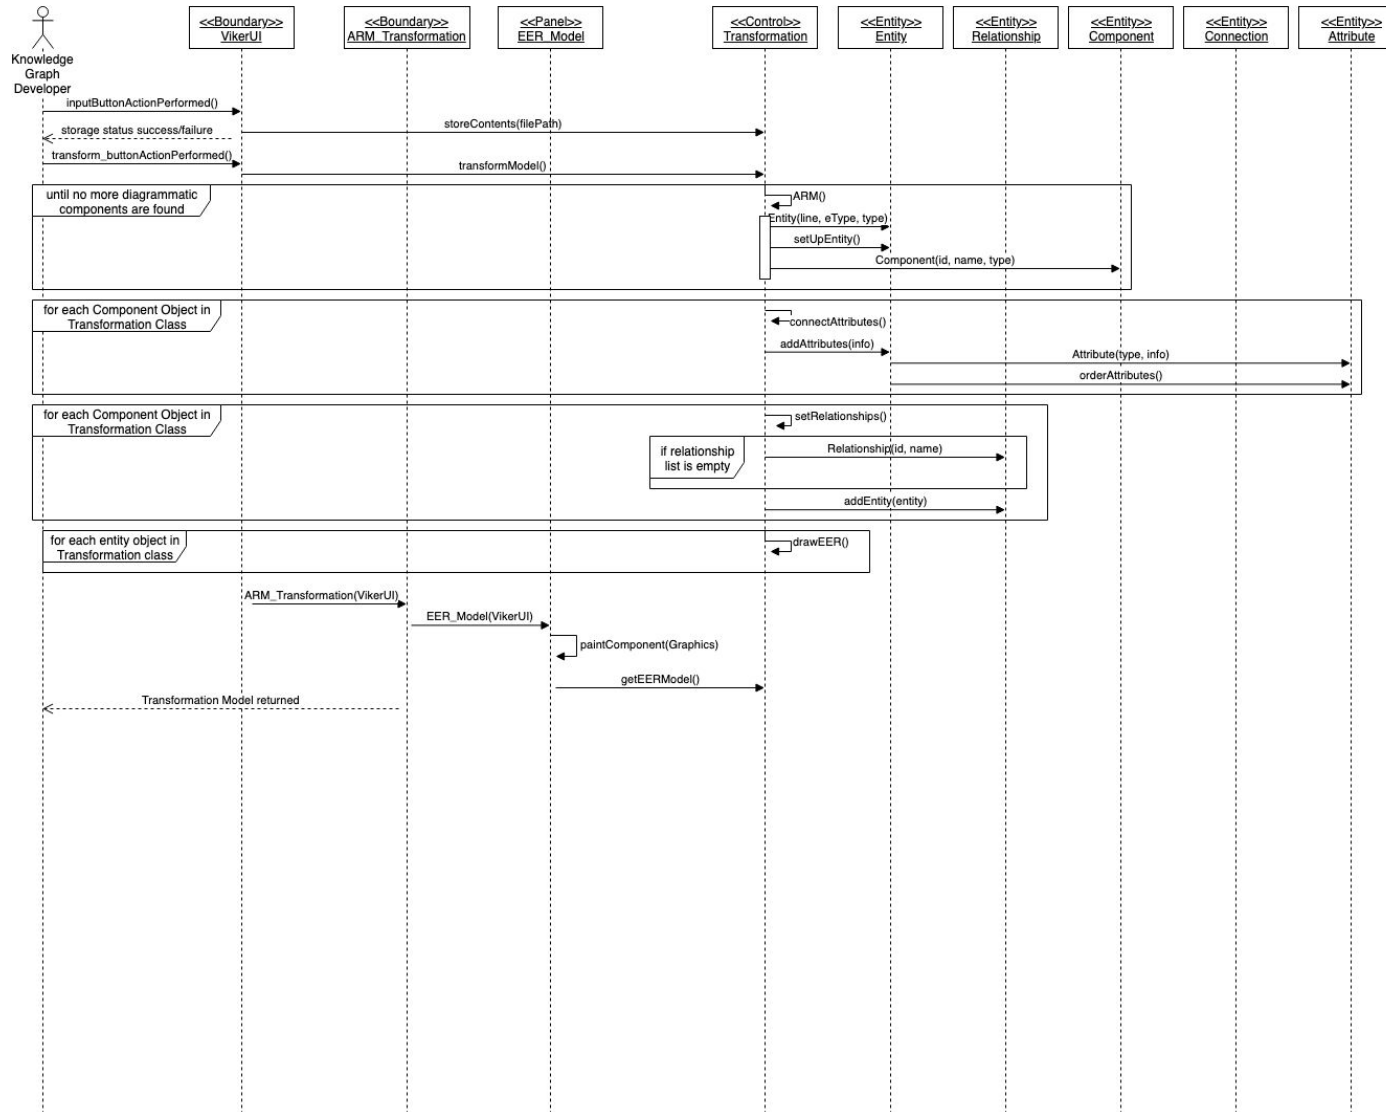 <<Boundary>>
VikerUI
<<Boundary>>
ARM_Transformation
<<Panel>>
EER_Model
<<Control>>
Transformation
<<Entity>>
Entity
<<Entity>>
Relationship
<<Entity>>
Component
<<Entity>>
Connection
<<Entity>>
Attribute
Knowledge
Graph
Developer
inputButtonActionPerformed()
storage status success/failure
storeContents(filePath)
transform_buttonActionPerformed()
transformModel()
until no more diagrammatic
components are found
ARM()
Entity(line, eType, type)
setUpEntity()
Component(id, name, type)
for each Component Object in
Transformation Class
connectAttributes()
addAttributes(info)
Attribute(type, info)
orderAttributes()
for each Component Object in
Transformation Class
setRelationships()
if relationship
list is empty
Relationship(id, name)
addEntity(entity)
for each entity object in
Transformation class
drawEER()
ARM_Transformation(VikerUI)
EER_Model(VikerUI)
paintComponent(Graphics)
getEERModel()
Transformation Model returned